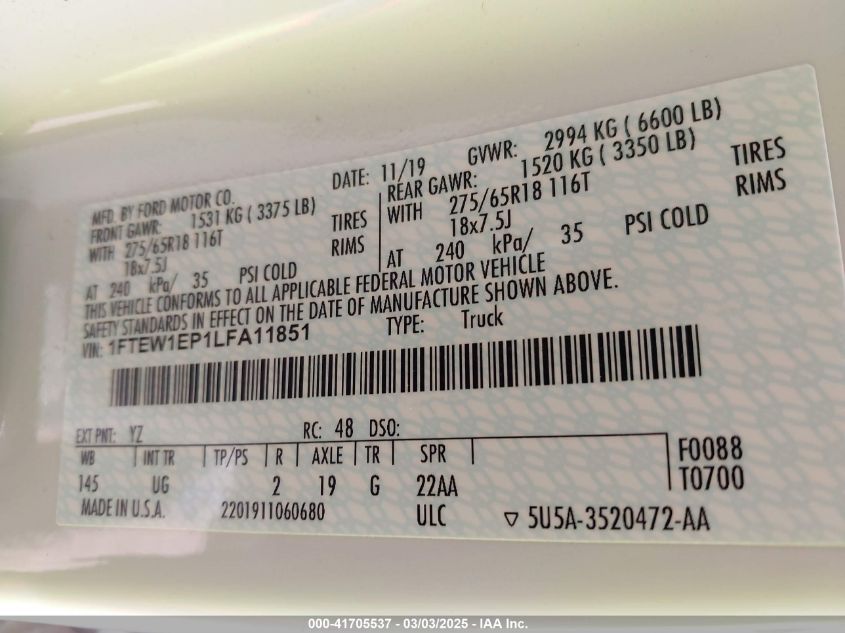 MFD. BY FORD MOTOR CO. DATE: 11/19 GVWR: 2994 KG ( 6600 LB)
FRONT GAWR: 1531 KG ( 3375 LB) REAR GAWR: 1520 KG ( 3350 LB)
WITH 275/65R18 116T TIRES WITH 275/65R18 116T TIRES
18x7.5J RIMS 18x7.5J RIMS
AT 240 kPa/ 35 PSI COLD AT 240 kPa/ 35 PSI COLD
THIS VEHICLE CONFORMS TO ALL APPLICABLE FEDERAL MOTOR VEHICLE
SAFETY STANDARDS IN EFFECT ON THE DATE OF MANUFACTURE SHOWN ABOVE.
VIN: 1FTEW1EP1LFA11851 TYPE: Truck
EXT PNT: YZ RC: 48 DSO:
WB INT TR TP/PS R AXLE TR SPR F0088
145 UG 2 19 G 22AA T0700
MADE IN U.S.A. 2201911060680 ULC ▽ 5U5A-3520472-AA
000-41705537 - 03/03/2025 - IAA Inc.